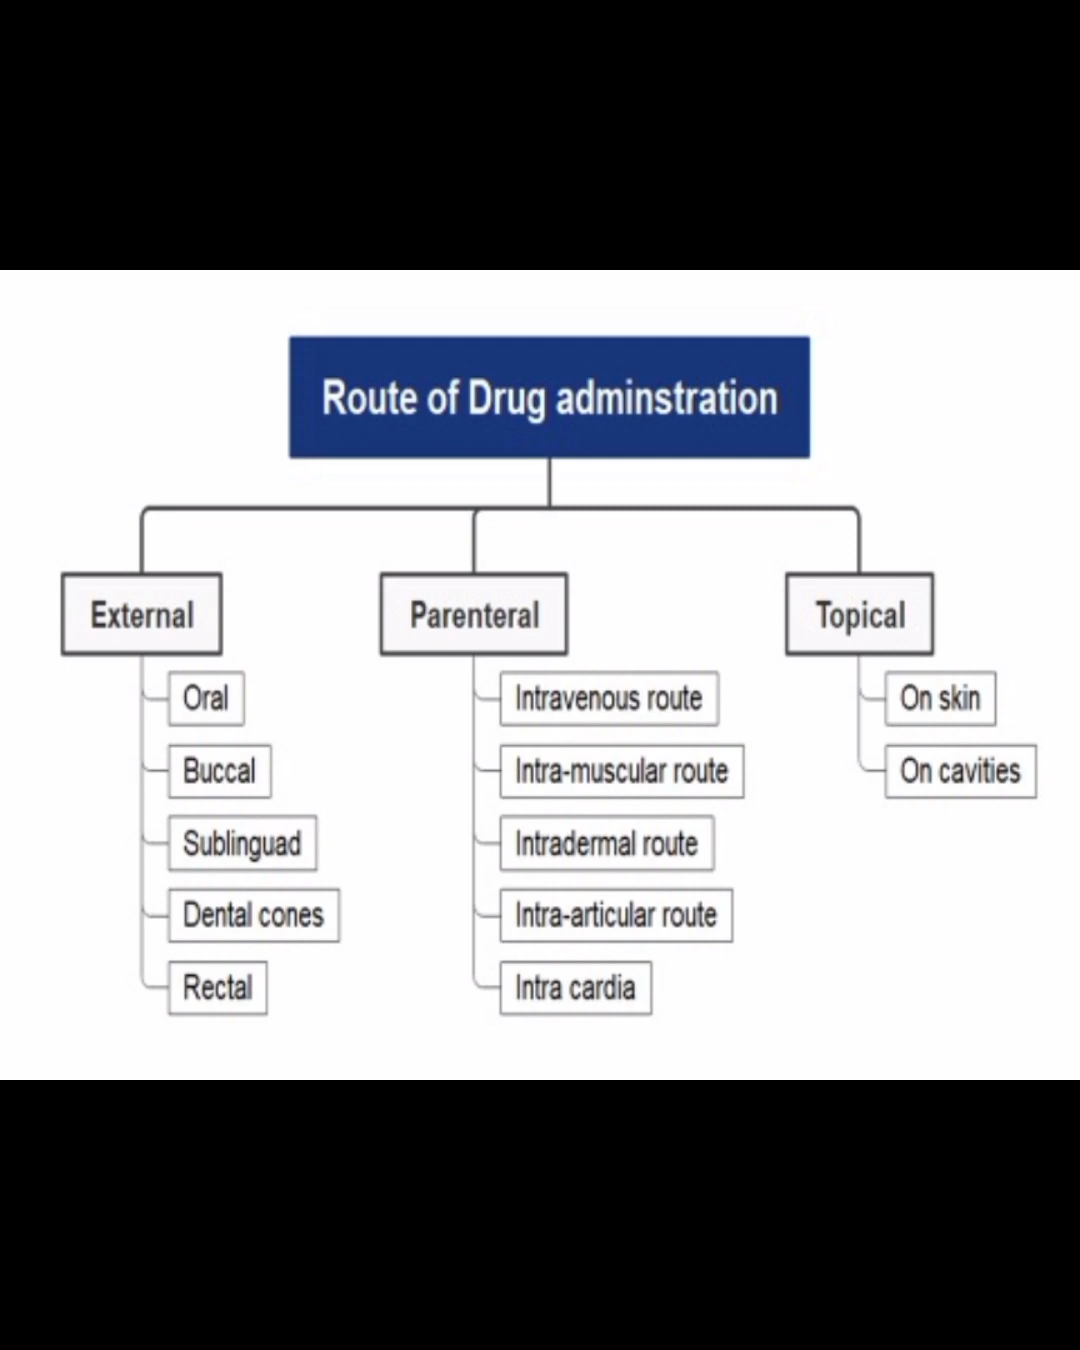 Route of Drug adminstration
External
Oral
Buccal
Sublinguad
Dental cones
Rectal
Parenteral
Intravenous route
Intra-muscular route
Intradermal route
Intra-articular route
Intra cardia
Topical
On skin
On cavities